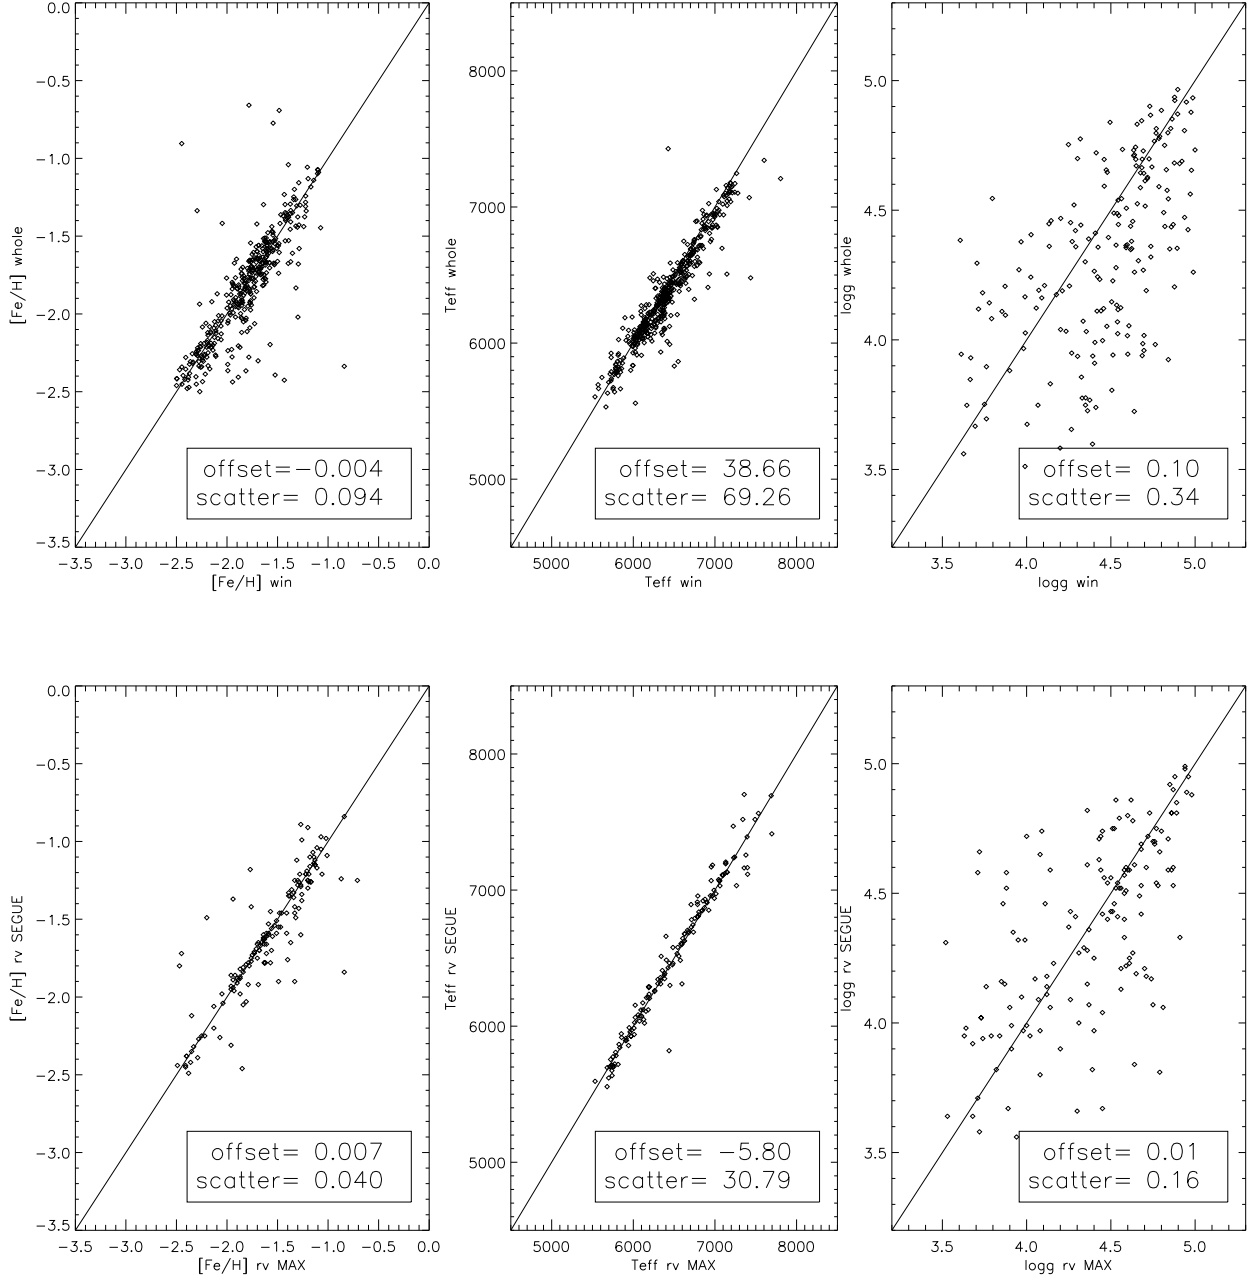 0.0
−0.5
−1.0
−1.5
−2.0
−2.5
−3.0
−3.5
[Fe/H] whole
offset=−0.004
scatter= 0.094
−3.5 −3.0 −2.5 −2.0 −1.5 −1.0 −0.5 0.0
[Fe/H] win
8000
7000
6000
5000
Teff whole
offset= 38.66
scatter= 69.26
5000 6000 7000 8000
Teff win
5.0
4.5
4.0
3.5
logg whole
offset= 0.10
scatter= 0.34
3.5 4.0 4.5 5.0
logg win
0.0
−0.5
−1.0
−1.5
−2.0
−2.5
−3.0
−3.5
[Fe/H] rv SEGUE
offset= 0.007
scatter= 0.040
−3.5 −3.0 −2.5 −2.0 −1.5 −1.0 −0.5 0.0
[Fe/H] rv MAX
8000
7000
6000
5000
Teff rv SEGUE
offset= −5.80
scatter= 30.79
5000 6000 7000 8000
Teff rv MAX
5.0
4.5
4.0
3.5
logg rv SEGUE
offset= 0.01
scatter= 0.16
3.5 4.0 4.5 5.0
logg rv MAX